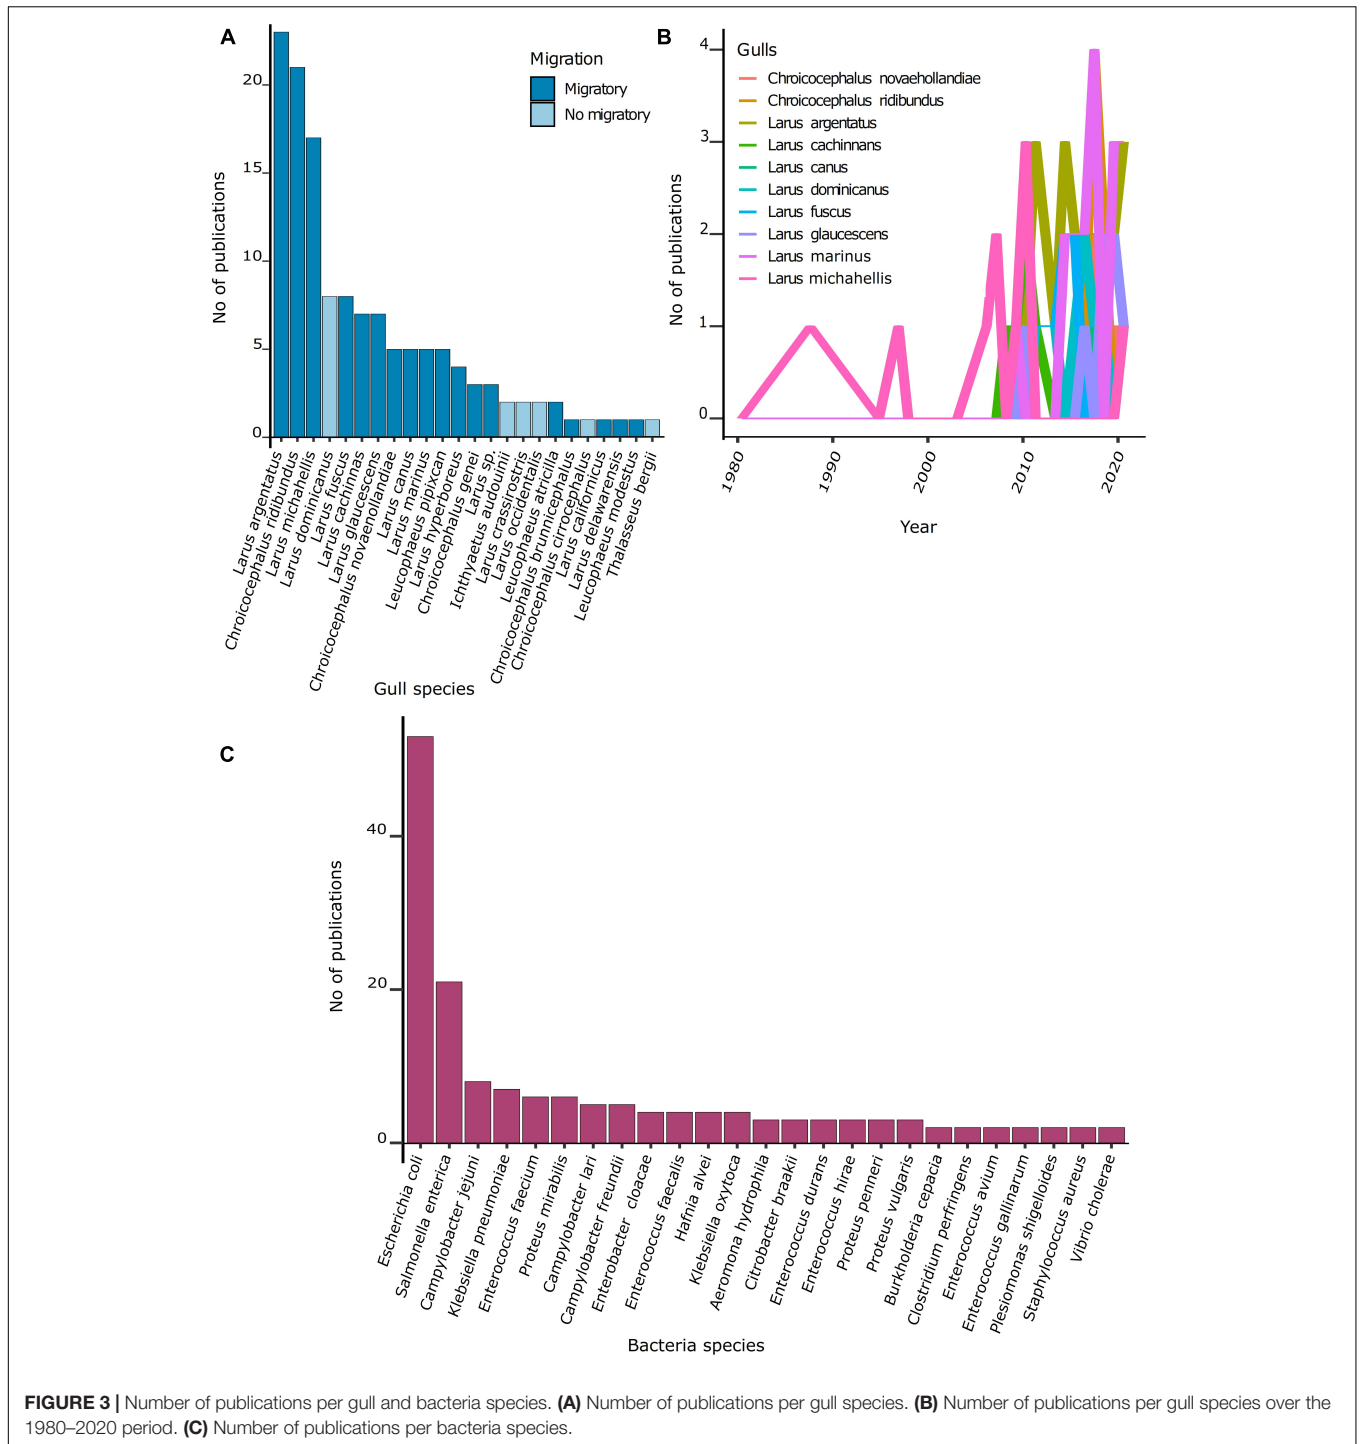 A
No of publications
20
15
10
5
0
Migration
Migratory
No migratory
Larus argentatus
Chroicocephalus ridibundus
Larus michahellis
Larus dominicanus
Larus fuscus
Larus cachinnas
Larus glaucescens
Chroicocephalus novaenollandiae
Larus canus
Larus marinus
Leucophaeus pipixcan
Larus hyperboreus
Chroicocephalus genei
Larus sp.
Ichthyaetus audouinii
Larus crassirostris
Larus occidentalis
Leucophaeus atricilla
Chroicocephalus brunnicephalus
Chroicocephalus cirrocephalus
Larus californicus
Larus delawarensis
Leucophaeus modestus
Thalasseus bergii
Gull species
B
No of publications
4
3
2
1
0
Gulls
Chroicocephalus novaehollandiae
Chroicocephalus ridibundus
Larus argentatus
Larus cachinnans
Larus canus
Larus dominicanus
Larus fuscus
Larus glaucescens
Larus marinus
Larus michahellis
1980
1990
2000
2010
2020
Year
C
No of publications
40
20
0
Escherichia coli
Salmonella enterica
Campylobacter jejuni
Klebsiella pneumoniae
Enterococcus faecium
Proteus mirabilis
Campylobacter lari
Campylobacter freundii
Enterobacter cloacae
Enterococcus faecalis
Hafnia alvei
Klebsiella oxytoca
Aeromona hydrophila
Citrobacter braakii
Enterococcus durans
Enterococcus hirae
Proteus penneri
Proteus vulgaris
Burkholderia cepacia
Clostridium perfringens
Enterococcus avium
Enterococcus gallinarum
Plesiomonas shigelloides
Staphylococcus aureus
Vibrio cholerae
Bacteria species
FIGURE 3 | Number of publications per gull and bacteria species. (A) Number of publications per gull species. (B) Number of publications per gull species over the
1980–2020 period. (C) Number of publications per bacteria species.